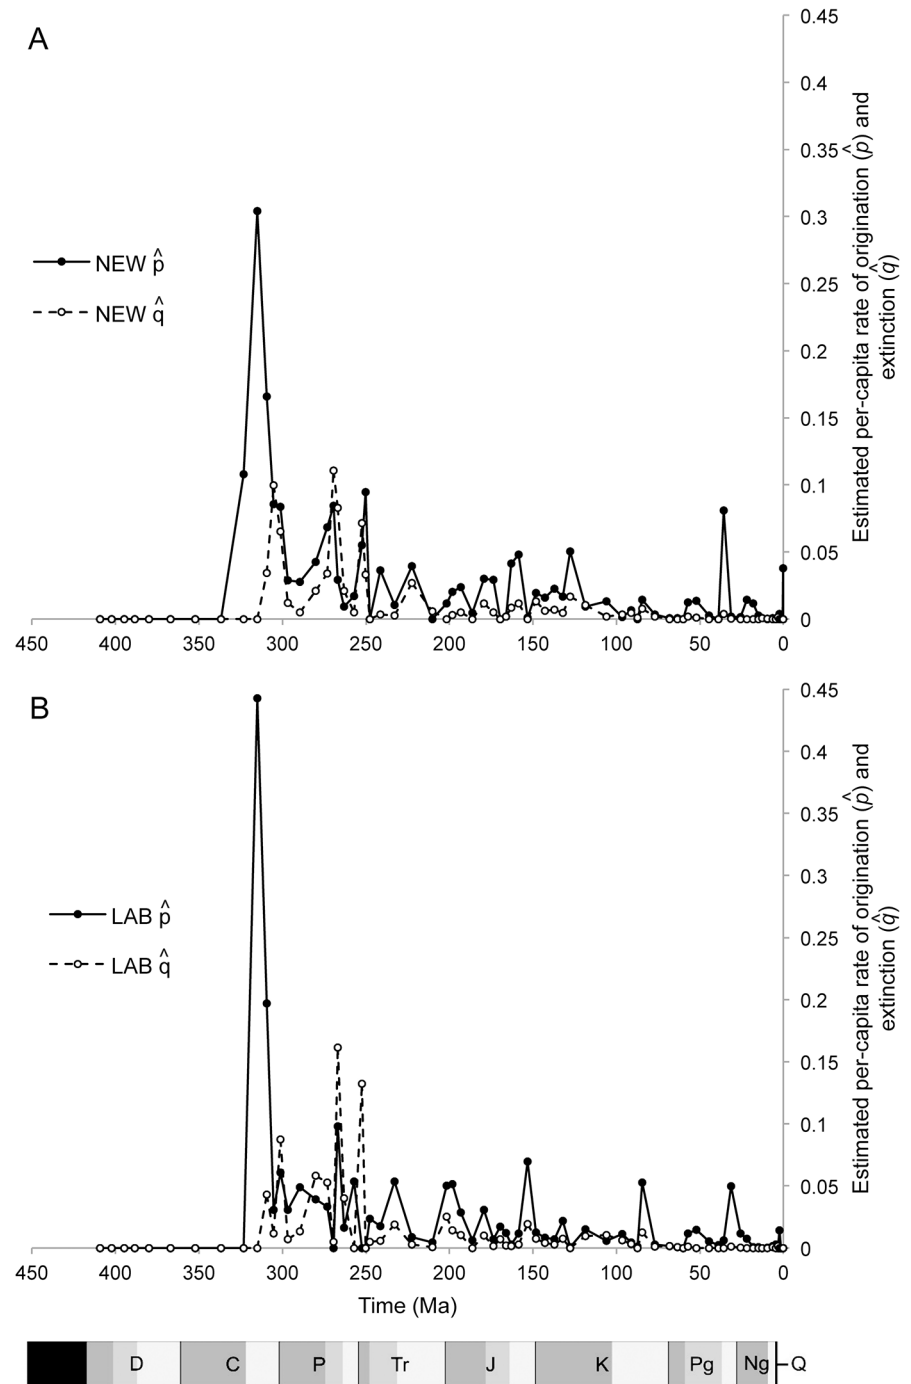 A
0.45
0.4
0.35
0.3
0.25
0.2
0.15
0.1
0.05
0
Estimated per-capita rate of origination (p̂) and
extinction (q̂)
NEW p̂
NEW q̂
450 400 350 300 250 200 150 100 50 0
B
0.45
0.4
0.35
0.3
0.25
0.2
0.15
0.1
0.05
0
Estimated per-capita rate of origination (p̂) and
extinction (q̂)
LAB p̂
LAB q̂
450 400 350 300 250 200 150 100 50 0
Time (Ma)
D C P Tr J K Pg Ng Q